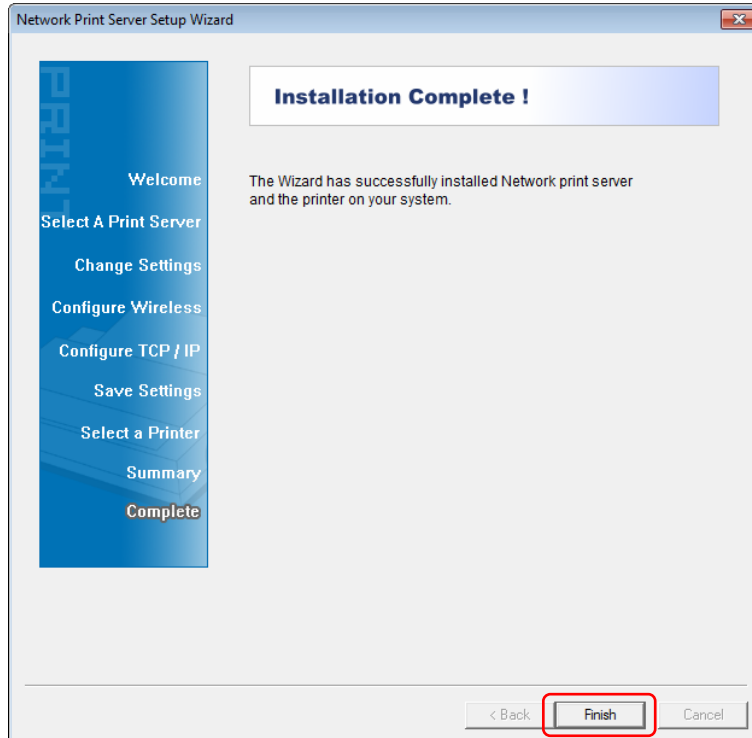 Network Print Server Setup Wizard
PRINT
Installation Complete !
The Wizard has successfully installed Network print server
and the printer on your system.
Welcome
Select A Print Server
Change Settings
Configure Wireless
Configure TCP / IP
Save Settings
Select a Printer
Summary
Complete
< Back
Finish
Cancel